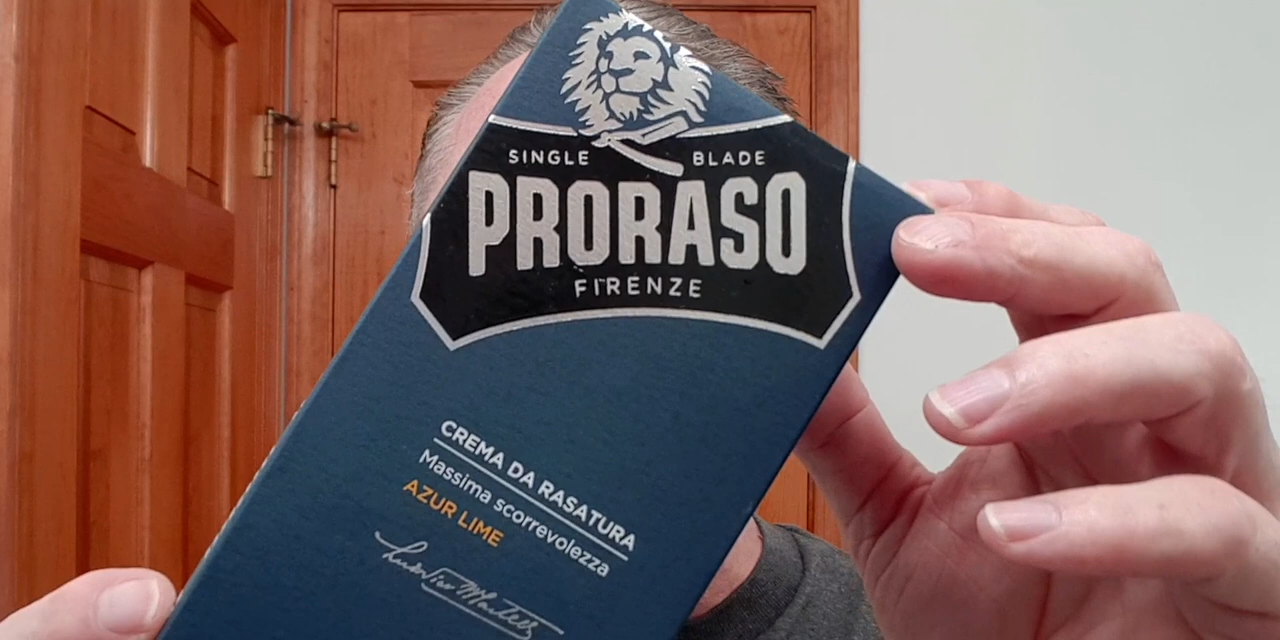 SINGLE BLADE
PRORASO
FIRENZE
CREMA DA RASATURA
Massima scorrevolezza
AZUR LIME